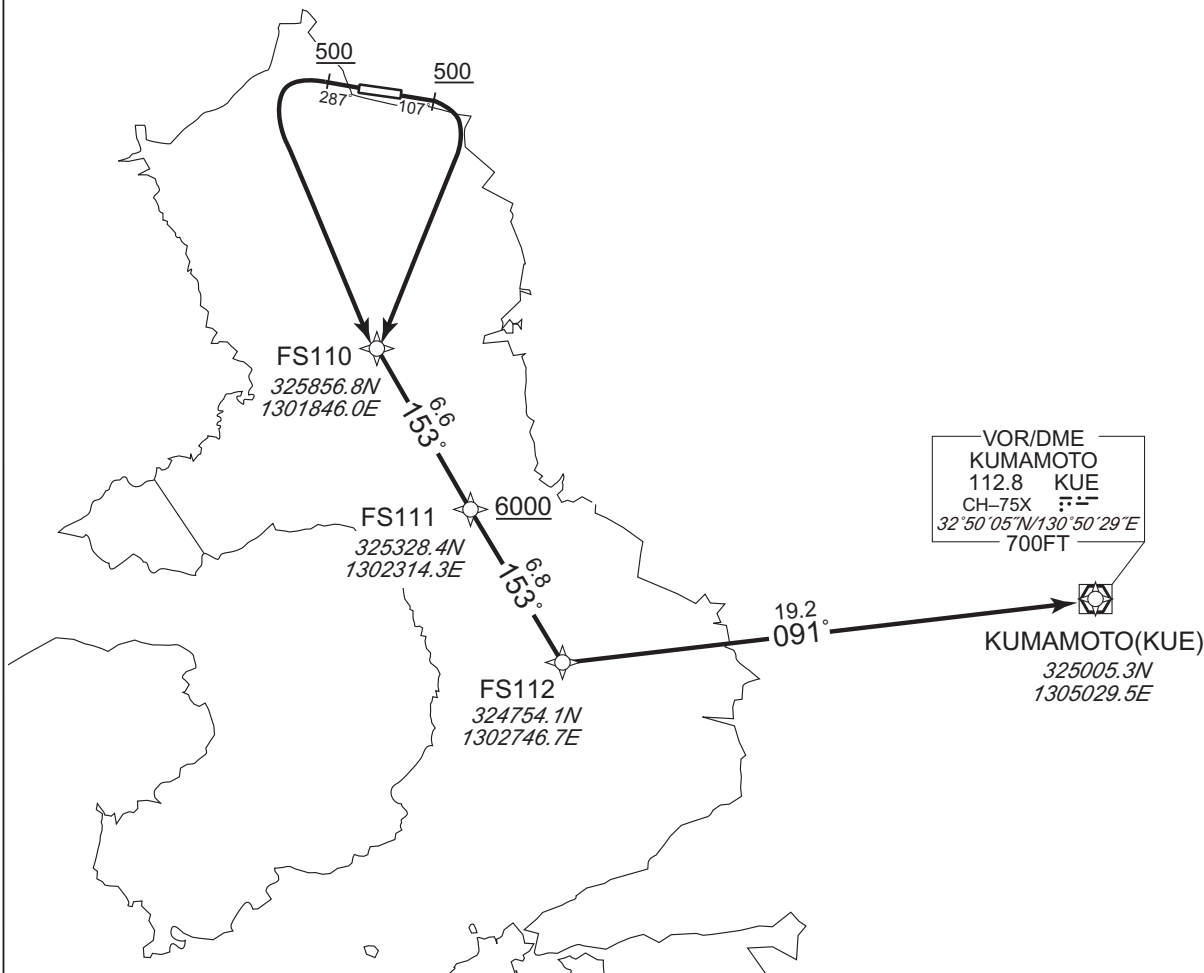 500
500
287°
107°
FS110
325856.8N
1301846.0E
6.6
153°
FS111
6000
325328.4N
1302314.3E
6.8
153°
FS112
324754.1N
1302746.7E
19.2
091°
VOR/DME
KUMAMOTO
112.8 KUE
CH–75X
32°50´05˝N/130°50´29˝E
700FT
KUMAMOTO(KUE)
325005.3N
1305029.5E